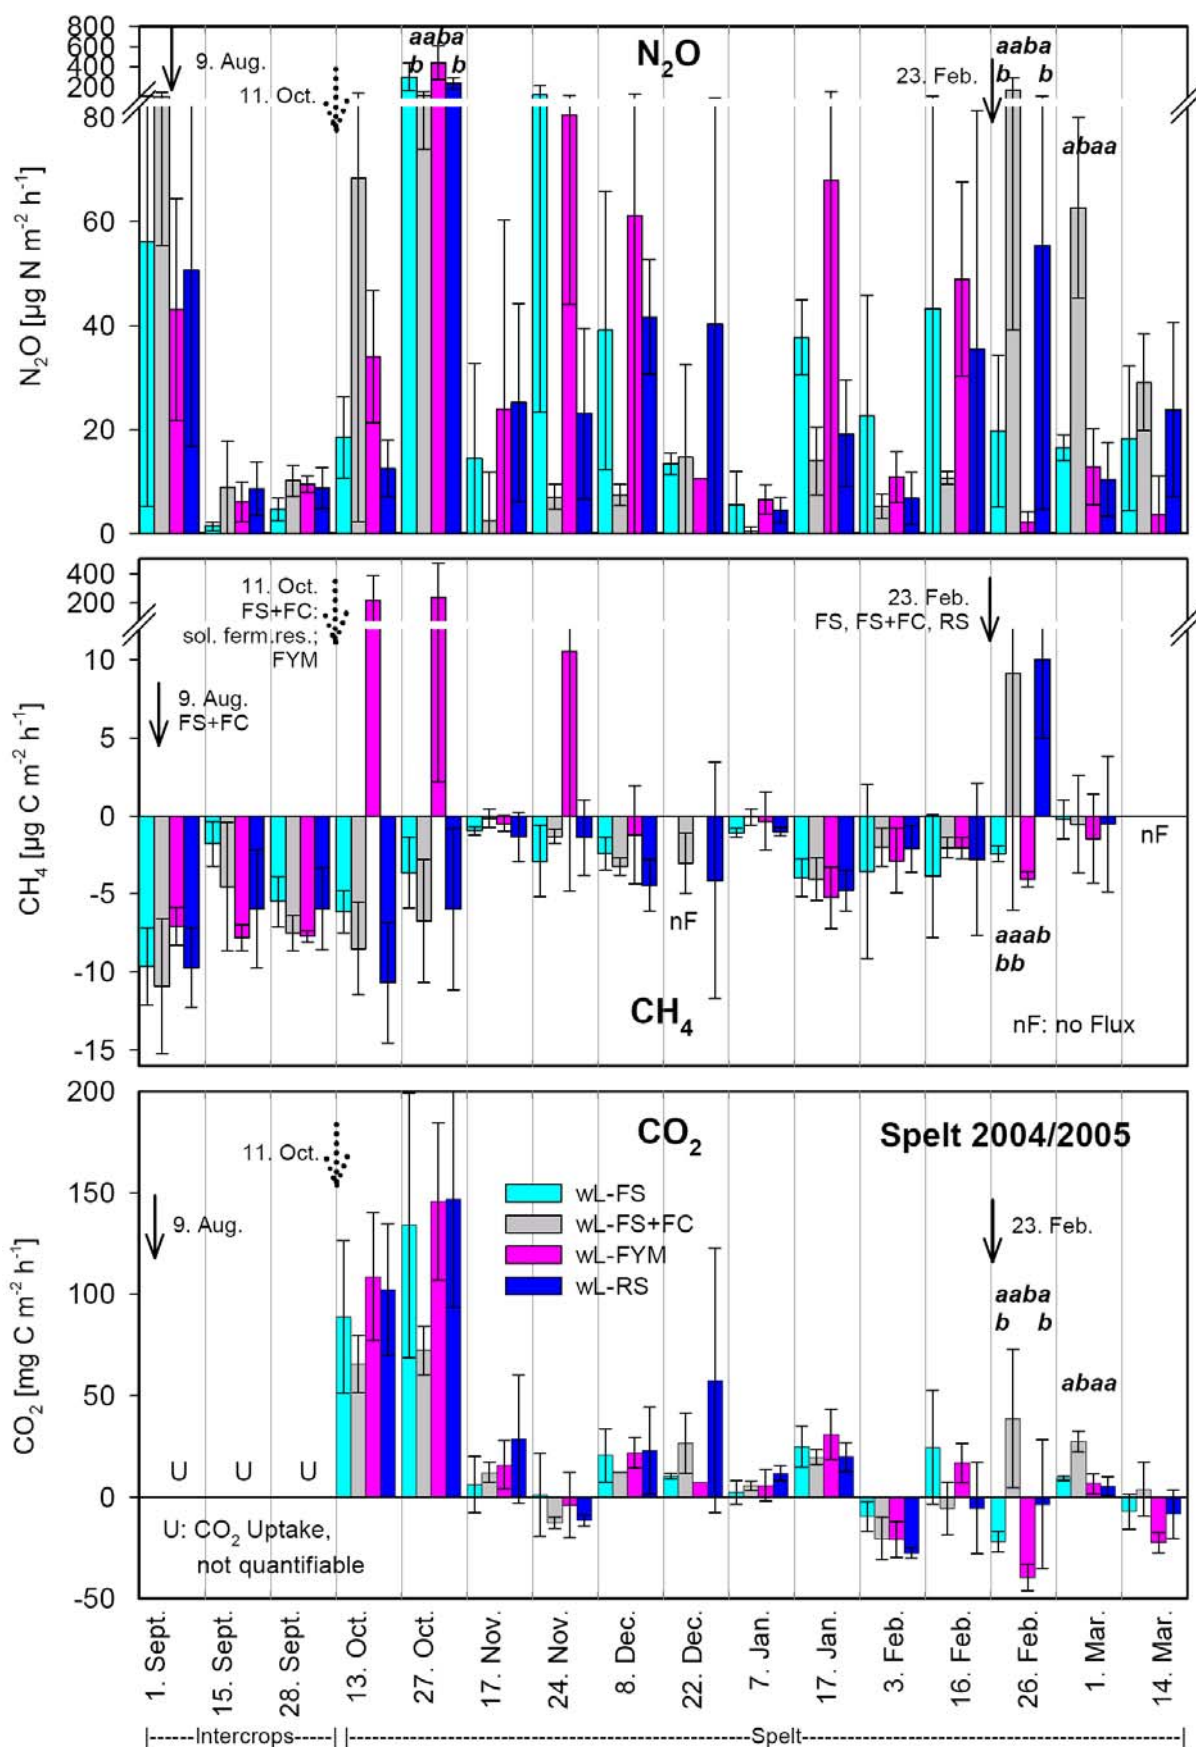 800
600
400
200
80
60
40
20
0
N₂O [µg N m⁻² h⁻¹]
9. Aug.
11. Oct.
aaba
b b
N₂O
23. Feb.
aaba
b b
abaa
400
200
10
5
0
-5
-10
-15
CH₄ [µg C m⁻² h⁻¹]
11. Oct.
FS+FC:
sol. ferm.res.;
FYM
9. Aug.
FS+FC
23. Feb.
FS, FS+FC, RS
nF
nF
aaab
bb
CH₄
nF: no Flux
200
150
100
50
0
-50
CO₂ [mg C m⁻² h⁻¹]
CO₂
Spelt 2004/2005
11. Oct.
9. Aug.
wL-FS
wL-FS+FC
wL-FYM
wL-RS
23. Feb.
aaba
b b
abaa
U U U
U: CO₂ Uptake,
not quantifiable
1. Sept.
15. Sept.
28. Sept.
13. Oct.
27. Oct.
17. Nov.
24. Nov.
8. Dec.
22. Dec.
7. Jan.
17. Jan.
3. Feb.
16. Feb.
26. Feb.
1. Mar.
14. Mar.
|------Intercrops------|-----------------------------------------------------Spelt-----------------------------------------------------|